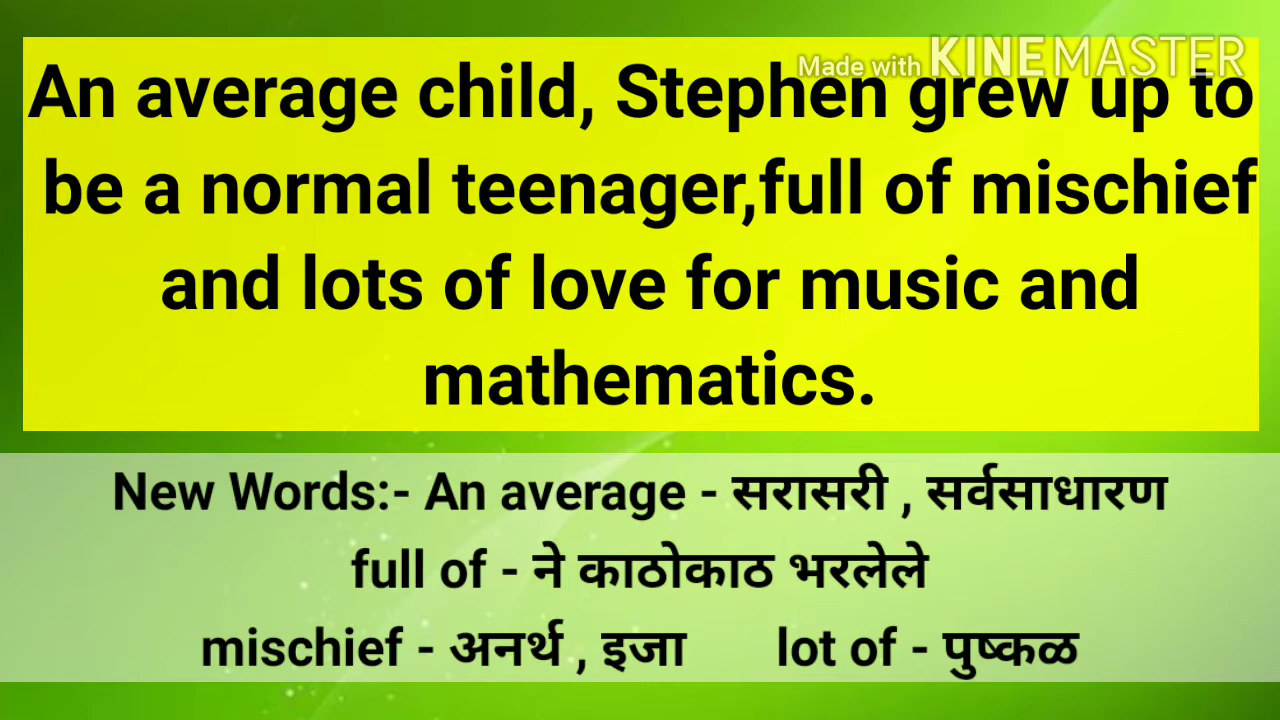 Made with KINEMASTER
An average child, Stephen grew up to
be a normal teenager,full of mischief
and lots of love for music and
mathematics.
New Words:- An average - सरासरी , सर्वसाधारण
full of - ने काठोकाठ भरलेले
mischief - अनर्थ , इजा lot of - पुष्कळ